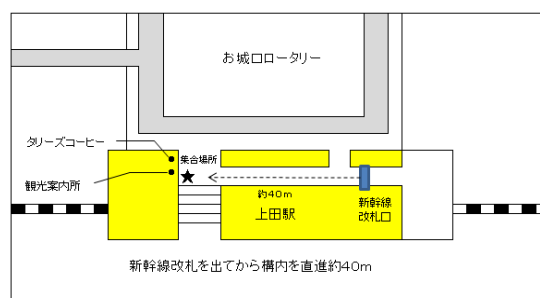 お城口ロータリー
タリーズコーヒー
集合場所
観光案内所
約40m
上田駅
新幹線
改札口
新幹線改札を出てから構内を直進約40m